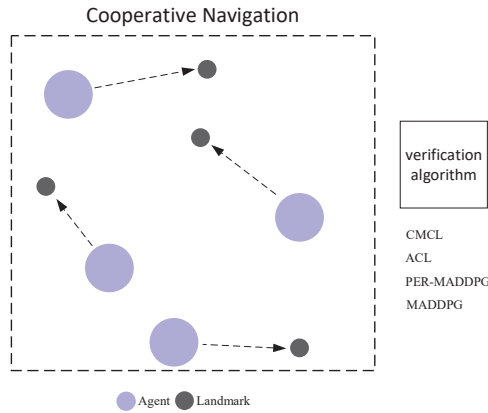 Cooperative Navigation
verification
algorithm
CMCL
ACL
PER-MADDPG
MADDPG
Agent Landmark